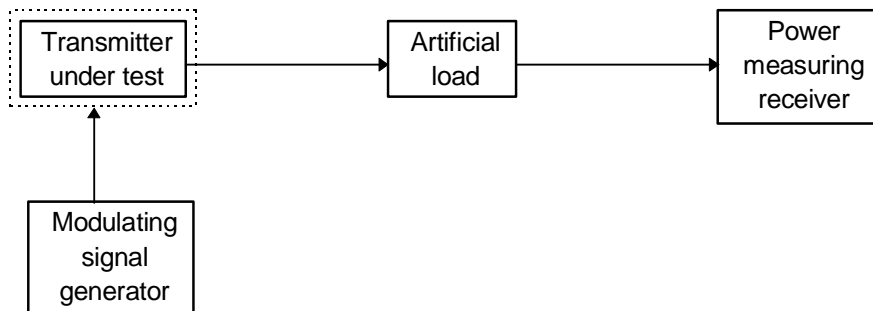 Transmitter
under test
Artificial
load
Power
measuring
receiver
Modulating
signal
generator